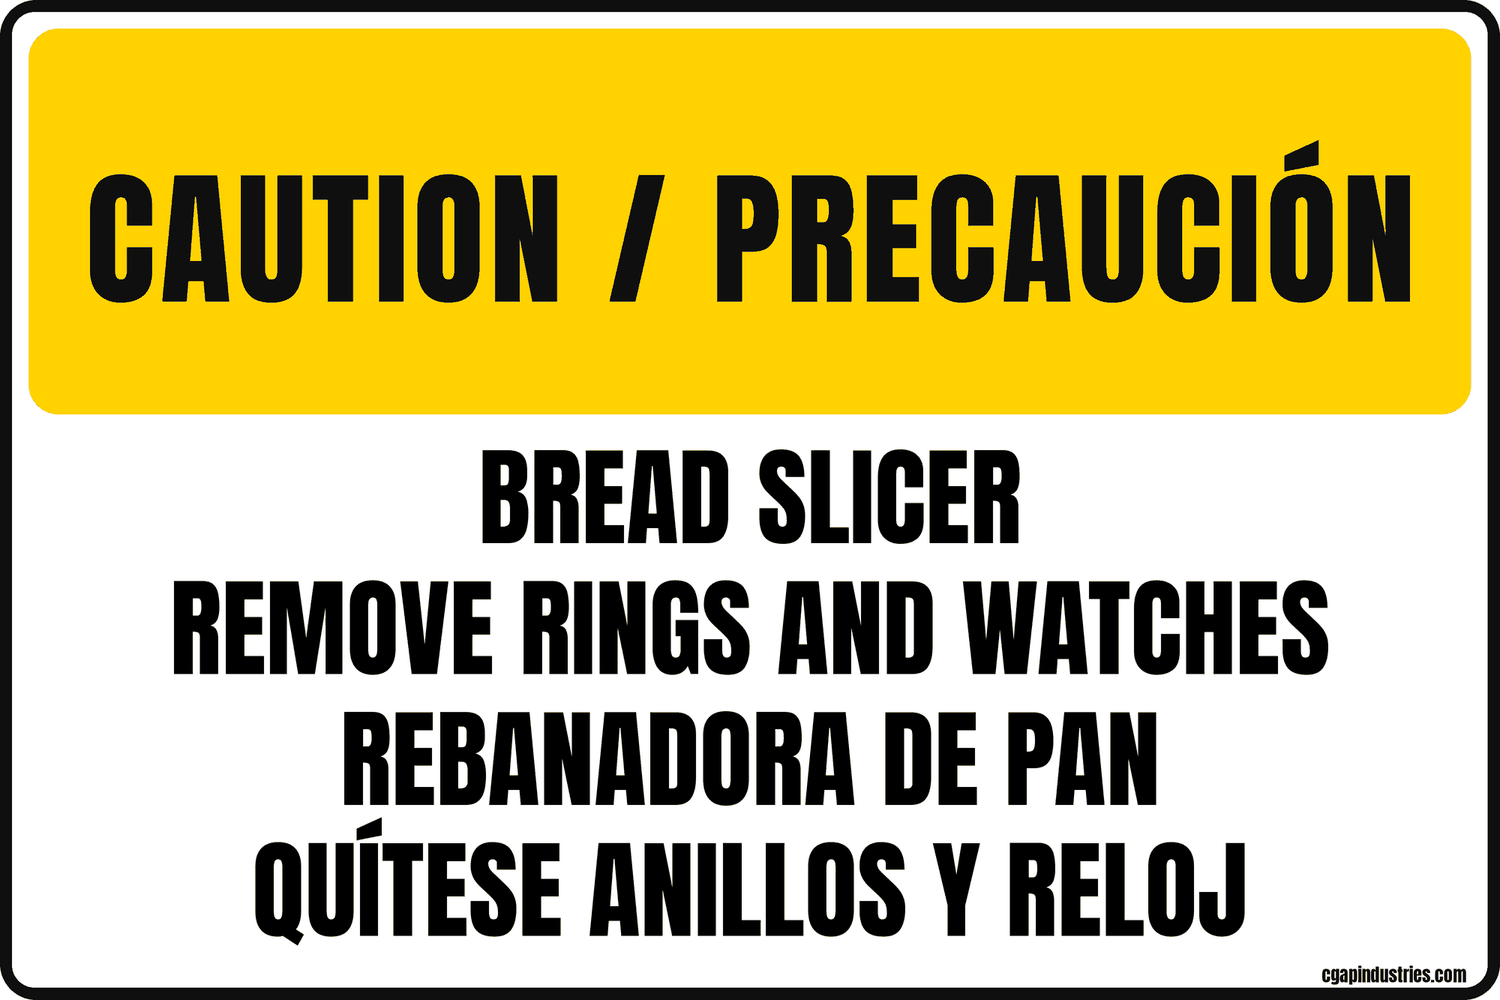 CAUTION / PRECAUCIÓN
BREAD SLICER
REMOVE RINGS AND WATCHES
REBANADORA DE PAN
QUÍTESE ANILLOS Y RELOJ
cgapindustries.com